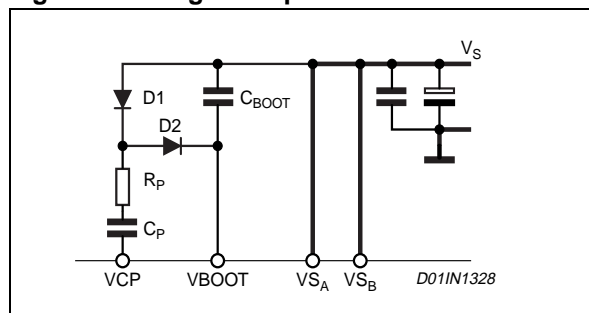 V_S
D1
C_BOOT
D2
R_P
C_P
VCP VBOOT VS_A VS_B D01IN1328